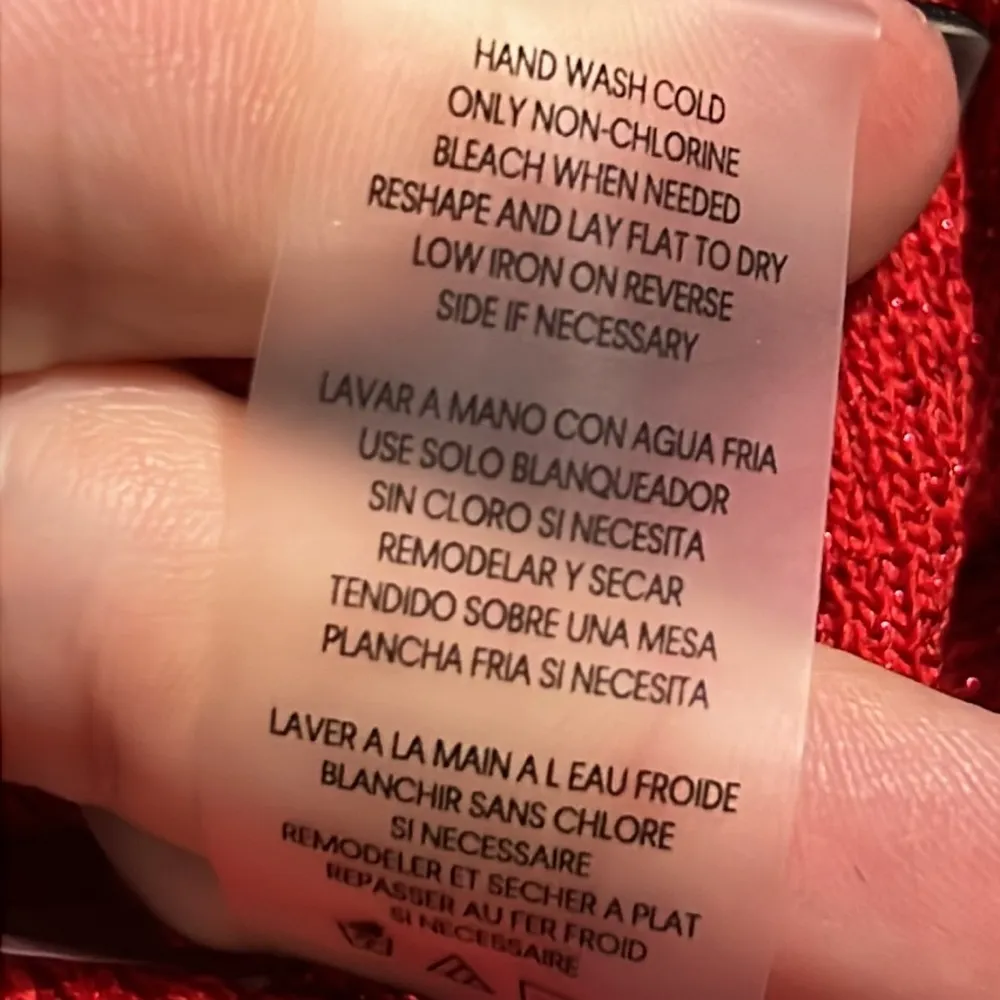 HAND WASH COLD
ONLY NON-CHLORINE
BLEACH WHEN NEEDED
RESHAPE AND LAY FLAT TO DRY
LOW IRON ON REVERSE
SIDE IF NECESSARY
LAVAR A MANO CON AGUA FRIA
USE SOLO BLANQUEADOR
SIN CLORO SI NECESITA
REMODELAR Y SECAR
TENDIDO SOBRE UNA MESA
PLANCHA FRIA SI NECESITA
LAVER A LA MAIN A L EAU FROIDE
BLANCHIR SANS CHLORE
SI NECESSAIRE
REMODELER ET SECHER A PLAT
REPASSER AU FER FROID
SI NECESSAIRE